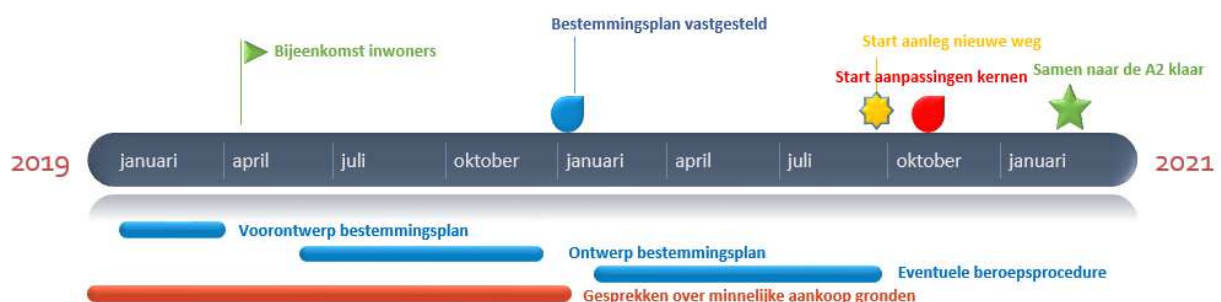 Bestemmingsplan vastgesteld
Bijeenkomst inwoners
Start aanleg nieuwe weg
Start aanpassingen kernen
Samen naar de A2 klaar
2019 januari april juli oktober januari april juli oktober januari 2021
Voorontwerp bestemmingsplan
Ontwerp bestemmingsplan
Eventuele beroepsprocedure
Gesprekken over minnelijke aankoop gronden